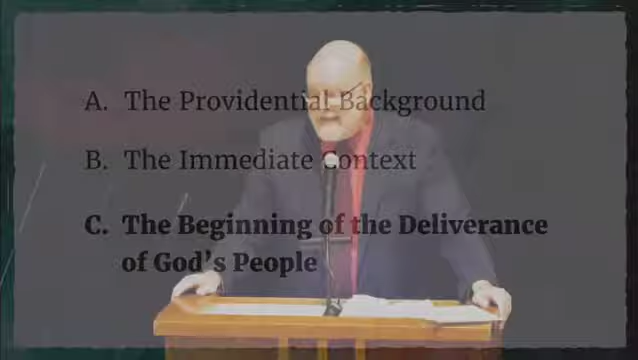 A. The Providential Background
B. The Immediate Context
C. The Beginning of the Deliverance
of God's People